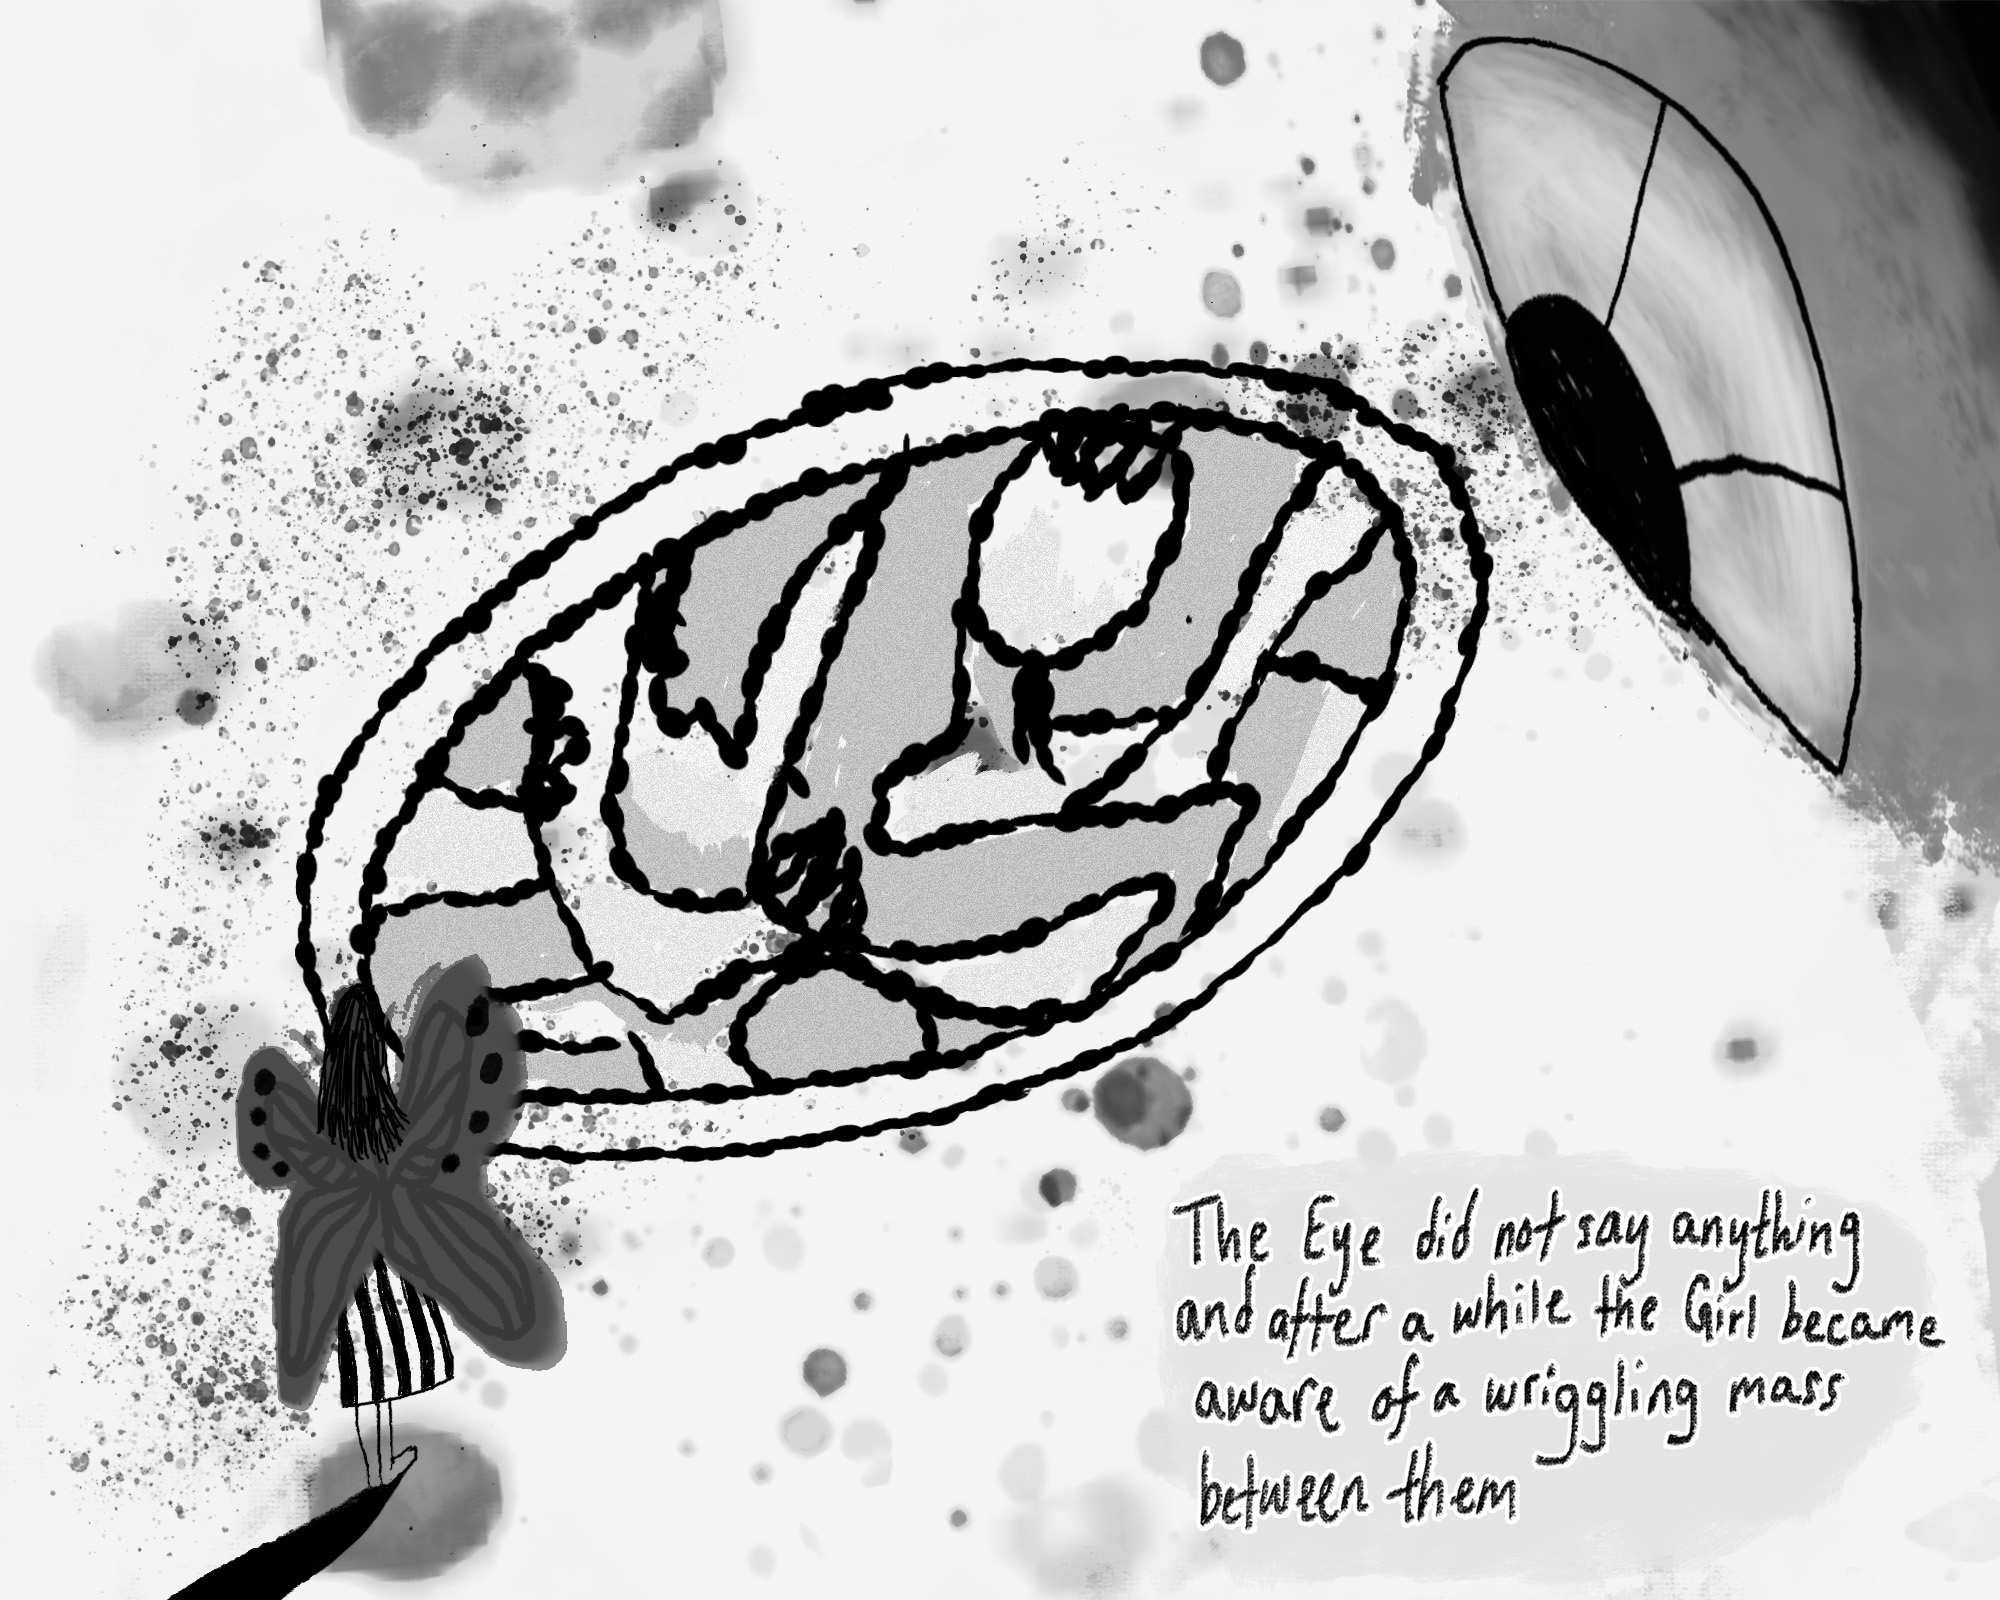 The Eye did not say anything
and after a while the Girl became
aware of a wriggling mass
between them